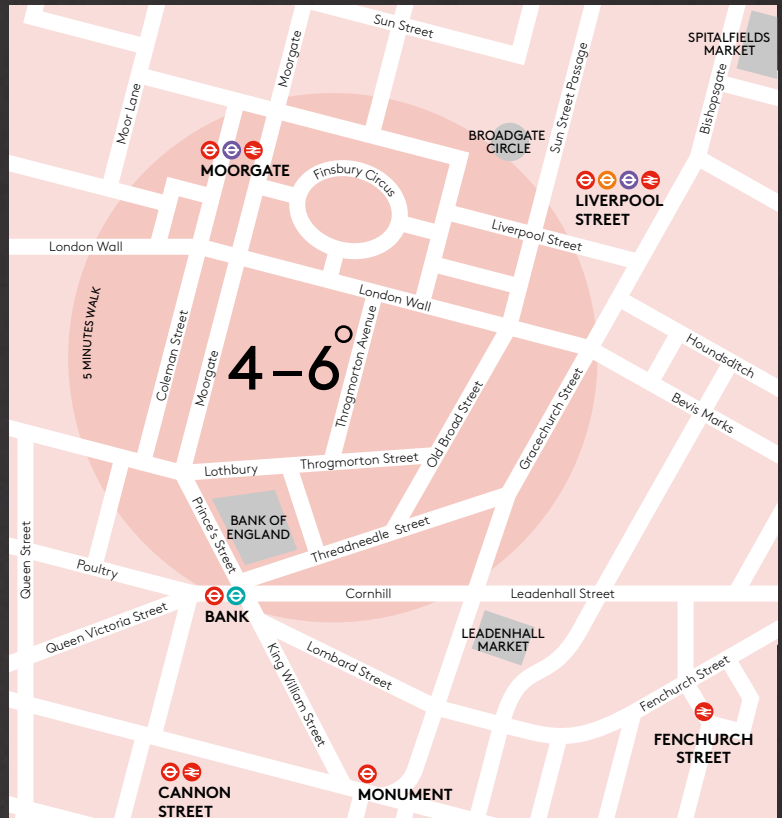 Sun Street
SPITALFIELDS
MARKET
Moorgate
Sun Street Passage
Bishopsgate
Moor Lane
BROADGATE
CIRCLE
MOORGATE
Finsbury Circus
LIVERPOOL
STREET
Liverpool Street
London Wall
London Wall
5 MINUTES WALK
Coleman Street
Moorgate
4–6°
Throgmorton Avenue
Houndsditch
Bevis Marks
Old Broad Street
Gracechurch Street
Lothbury
Throgmorton Street
Prince's Street
BANK OF
ENGLAND
Threadneedle Street
Queen Street
Poultry
Cornhill
Leadenhall Street
BANK
Queen Victoria Street
LEADENHALL
MARKET
Lombard Street
King William Street
Fenchurch Street
FENCHURCH
STREET
CANNON
STREET
MONUMENT